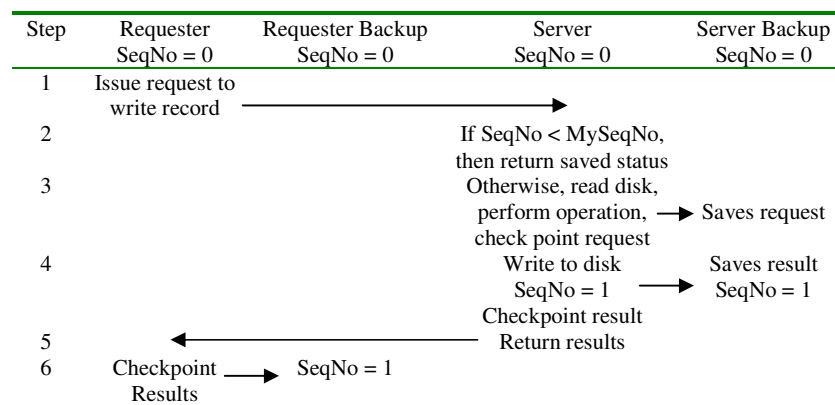 Step Requester Requester Backup Server Server Backup
SeqNo = 0 SeqNo = 0 SeqNo = 0 SeqNo = 0
1 Issue request to
write record
2 If SeqNo < MySeqNo,
then return saved status
3 Otherwise, read disk,
perform operation, Saves request
check point request
4 Write to disk Saves result
SeqNo = 1 SeqNo = 1
Checkpoint result
5 Return results
6 Checkpoint SeqNo = 1
Results